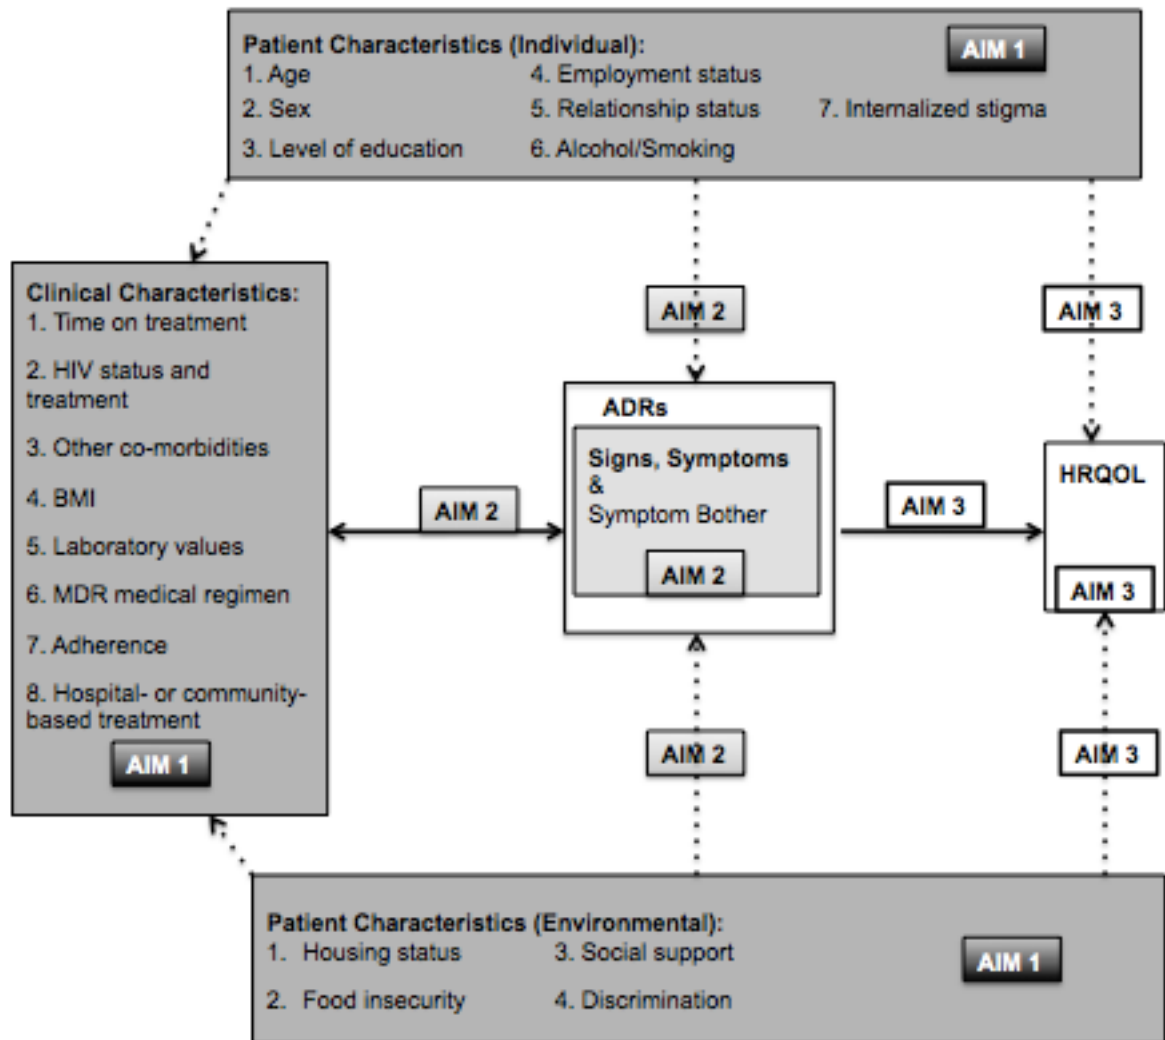 Patient Characteristics (Individual):
AIM 1
1. Age
4. Employment status
2. Sex
5. Relationship status
7. Internalized stigma
3. Level of education
6. Alcohol/Smoking
Clinical Characteristics:
1. Time on treatment
2. HIV status and
treatment
3. Other co-morbidities
4. BMI
5. Laboratory values
6. MDR medical regimen
7. Adherence
8. Hospital- or community-
based treatment
AIM 1
AIM 2
AIM 2
ADRs
Signs, Symptoms
&
Symptom Bother
AIM 2
AIM 2
AIM 3
AIM 3
HRQOL
AIM 3
AIM 3
Patient Characteristics (Environmental):
1. Housing status
3. Social support
2. Food insecurity
4. Discrimination
AIM 1